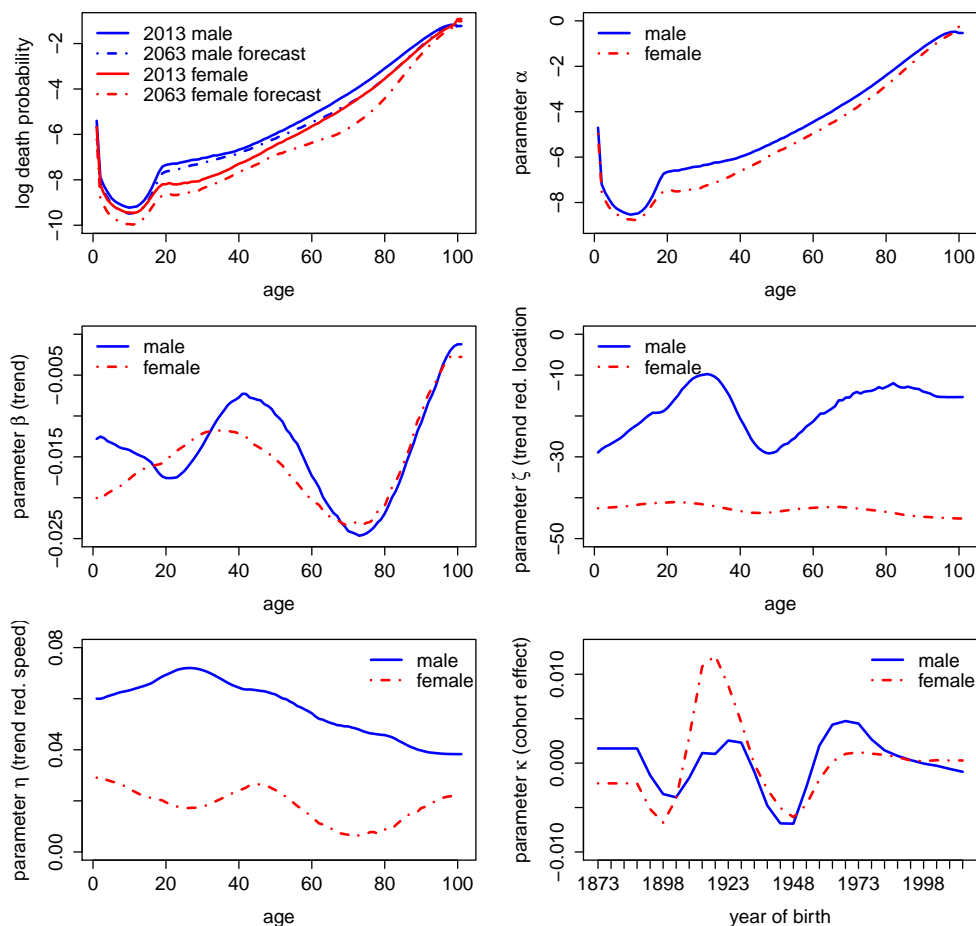 log death probability
-2
-4
-6
-8
-10
2013 male
2063 male forecast
2013 female
2063 female forecast
0 20 40 60 80 100
age
parameter α
0
-2
-4
-6
-8
male
female
0 20 40 60 80 100
age
parameter β (trend)
-0.005
-0.015
-0.025
male
female
0 20 40 60 80 100
age
parameter ζ (trend red. location)
0
-10
-30
-50
male
female
0 20 40 60 80 100
age
parameter η (trend red. speed)
0.08
0.04
0.00
male
female
0 20 40 60 80 100
age
parameter κ (cohort effect)
0.010
0.000
-0.010
male
female
1873 1898 1923 1948 1973 1998
year of birth